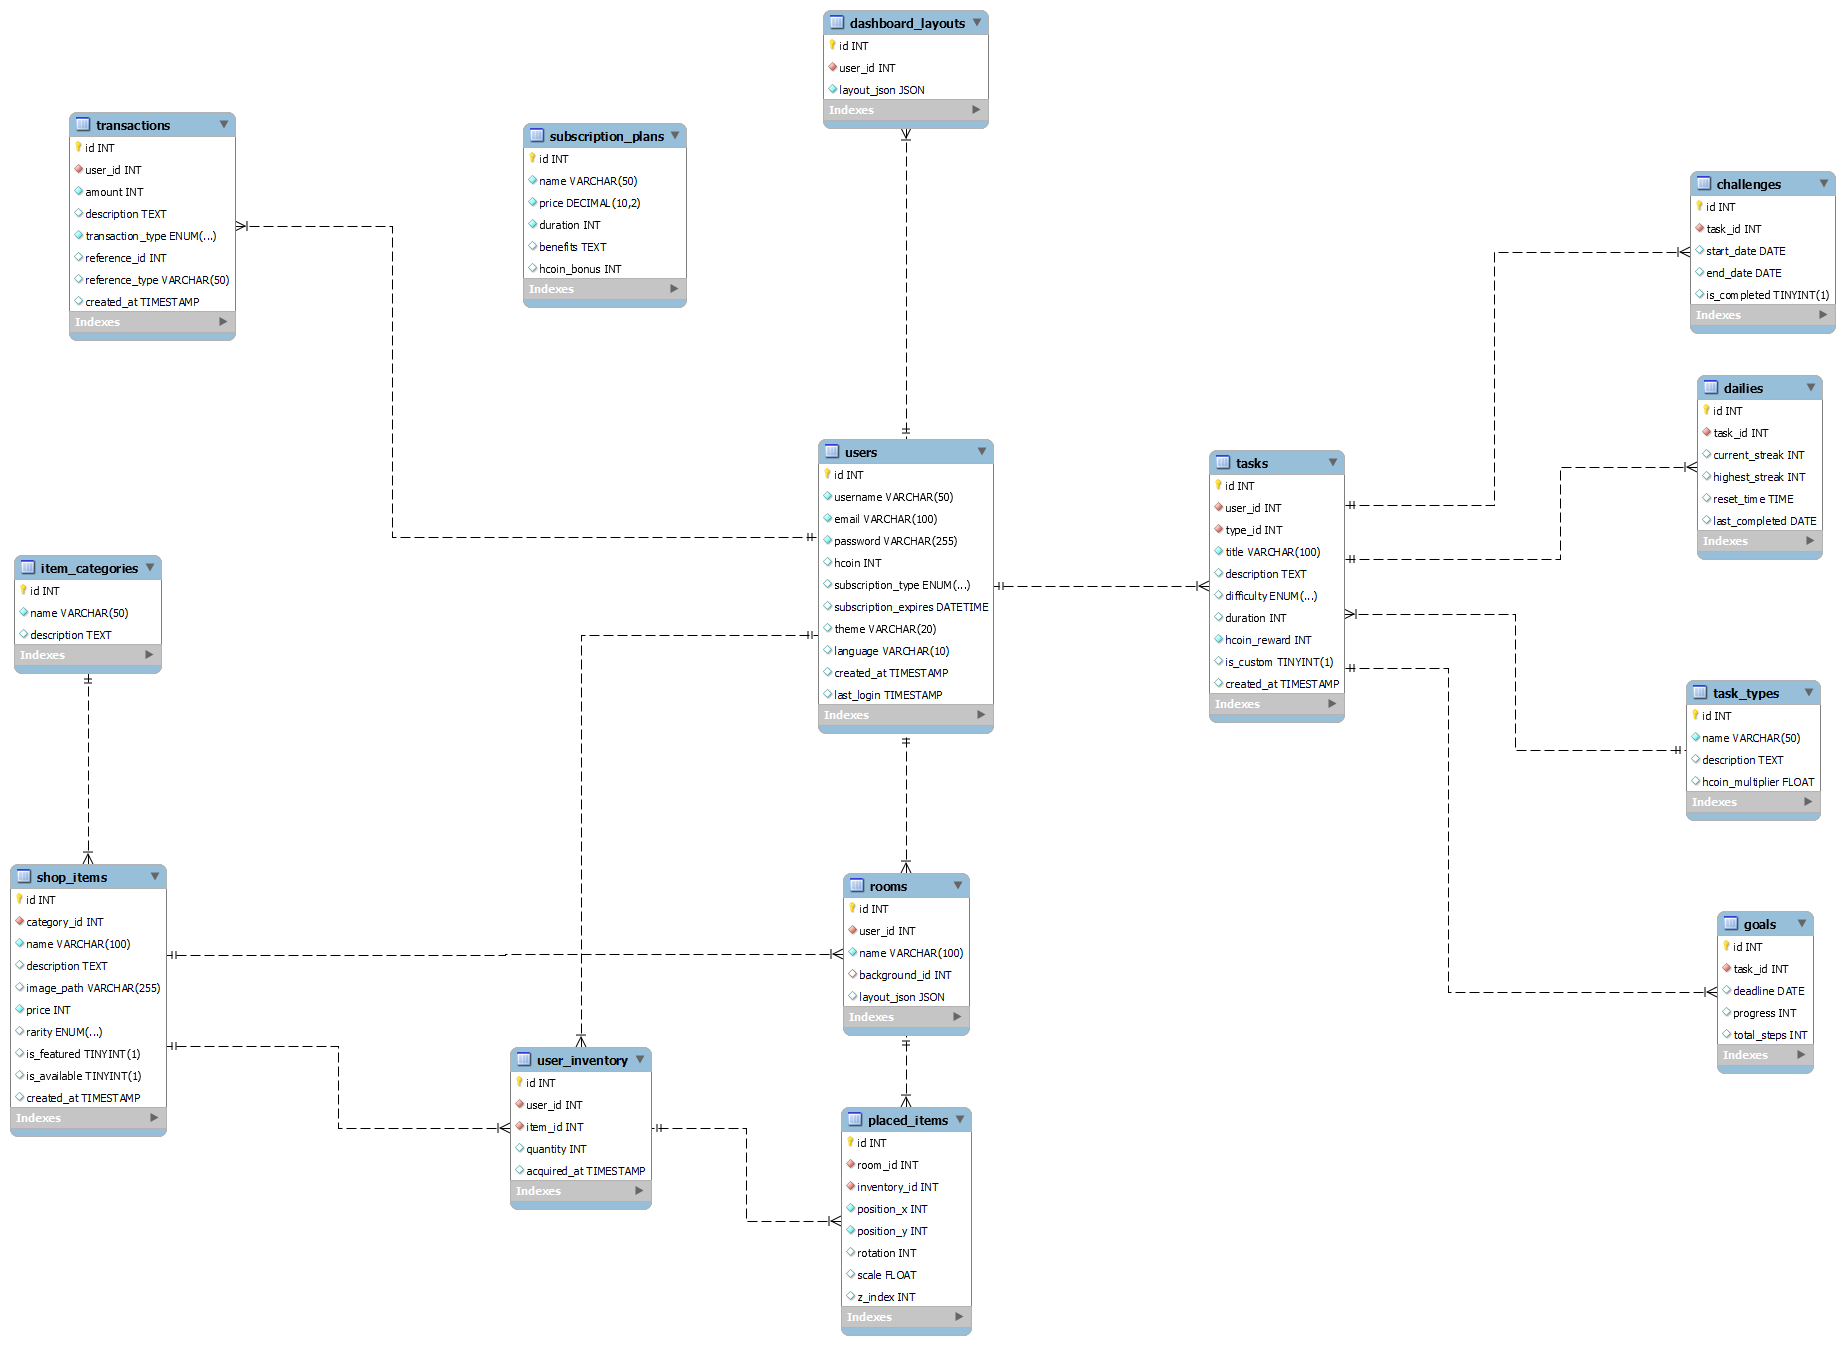 dashboard_layouts
id INT
user_id INT
layout_json JSON
Indexes
transactions
id INT
user_id INT
amount INT
description TEXT
transaction_type ENUM(...)
reference_id INT
reference_type VARCHAR(50)
created_at TIMESTAMP
Indexes
subscription_plans
id INT
name VARCHAR(50)
price DECIMAL(10,2)
duration INT
benefits TEXT
hcoin_bonus INT
Indexes
challenges
id INT
task_id INT
start_date DATE
end_date DATE
is_completed TINYINT(1)
Indexes
dailies
id INT
task_id INT
current_streak INT
highest_streak INT
reset_time TIME
last_completed DATE
Indexes
users
id INT
username VARCHAR(50)
email VARCHAR(100)
password VARCHAR(255)
hcoin INT
subscription_type ENUM(...)
subscription_expires DATETIME
theme VARCHAR(20)
language VARCHAR(10)
created_at TIMESTAMP
last_login TIMESTAMP
Indexes
tasks
id INT
user_id INT
type_id INT
title VARCHAR(100)
description TEXT
difficulty ENUM(...)
duration INT
hcoin_reward INT
is_custom TINYINT(1)
created_at TIMESTAMP
Indexes
item_categories
id INT
name VARCHAR(50)
description TEXT
Indexes
task_types
id INT
name VARCHAR(50)
description TEXT
hcoin_multiplier FLOAT
Indexes
shop_items
id INT
category_id INT
name VARCHAR(100)
description TEXT
image_path VARCHAR(255)
price INT
rarity ENUM(...)
is_featured TINYINT(1)
is_available TINYINT(1)
created_at TIMESTAMP
Indexes
rooms
id INT
user_id INT
name VARCHAR(100)
background_id INT
layout_json JSON
Indexes
goals
id INT
task_id INT
deadline DATE
progress INT
total_steps INT
Indexes
user_inventory
id INT
user_id INT
item_id INT
quantity INT
acquired_at TIMESTAMP
Indexes
placed_items
id INT
room_id INT
inventory_id INT
position_x INT
position_y INT
rotation INT
scale FLOAT
z_index INT
Indexes